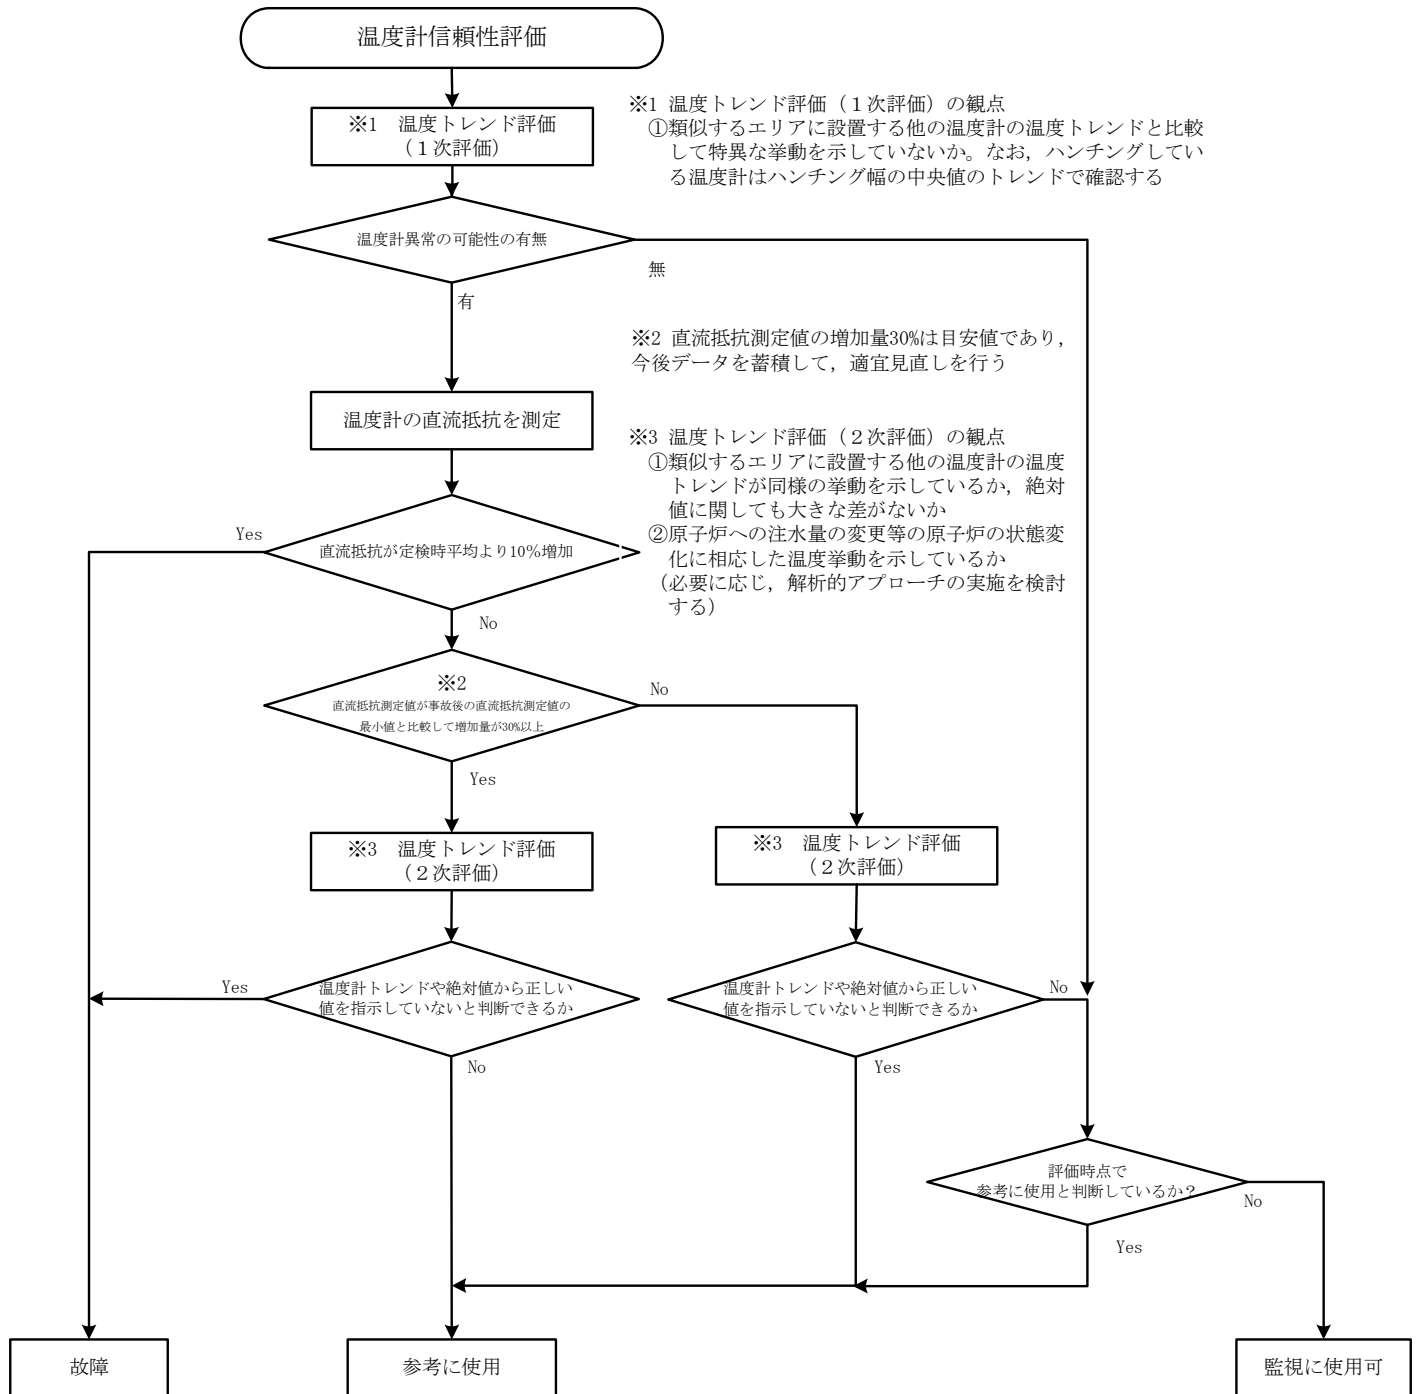 温度計信頼性評価
※1 温度トレンド評価
（１次評価）
※1 温度トレンド評価（１次評価）の観点
①類似するエリアに設置する他の温度計の温度トレンドと比較
して特異な挙動を示していないか。なお，ハンチングしてい
る温度計はハンチング幅の中央値のトレンドで確認する
温度計異常の可能性の有無
無
有
※2 直流抵抗測定値の増加量30%は目安値であり，
今後データを蓄積して，適宜見直しを行う
温度計の直流抵抗を測定
※3 温度トレンド評価（２次評価）の観点
①類似するエリアに設置する他の温度計の温度
トレンドが同様の挙動を示しているか，絶対
値に関しても大きな差がないか
②原子炉への注水量の変更等の原子炉の状態変
化に相応した温度挙動を示しているか
（必要に応じ，解析的アプローチの実施を検討
する）
Yes
直流抵抗が定検時平均より10％増加
No
※2
直流抵抗測定値が事故後の直流抵抗測定値の
最小値と比較して増加量が30%以上
No
Yes
※3 温度トレンド評価
（２次評価）
※3 温度トレンド評価
（２次評価）
Yes
温度計トレンドや絶対値から正しい
値を指示していないと判断できるか
No
温度計トレンドや絶対値から正しい
値を指示していないと判断できるか
No
Yes
評価時点で
参考に使用と判断しているか？
No
Yes
故障
参考に使用
監視に使用可